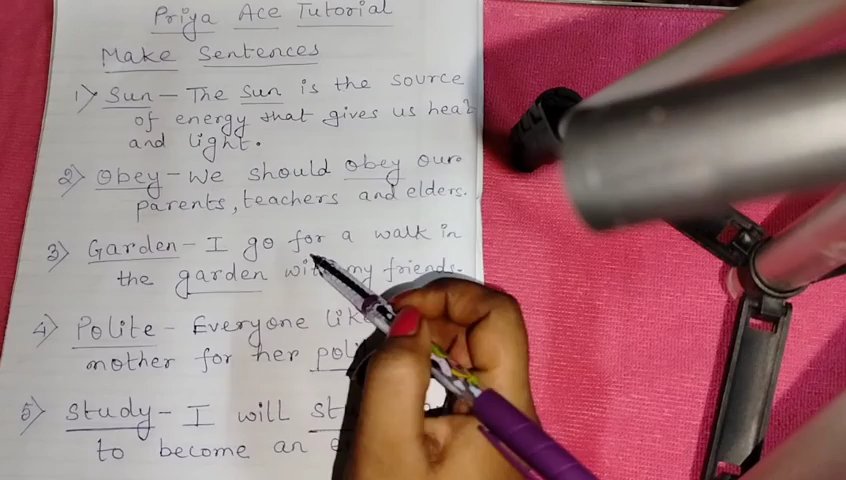 Priya Ace Tutorial
Make Sentences
1) Sun - The sun is the source
of energy that gives us heat
and light.
2) Obey - We should obey our
parents, teachers and elders.
3) Garden - I go for a walk in
the garden with my friends.
4) Polite - Everyone
mother for her
5) Study - I will
to become an